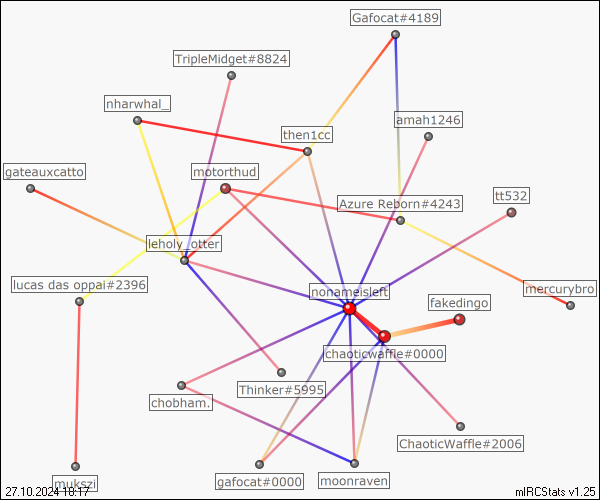 Gafocat#4189
TripleMidget#8824
nharwhal_
amah1246
then1cc
gateauxcatto
motorthud
tt532
Azure Reborn#4243
leholy_otter
lucas das oppai#2396
nonameisleft
mercurybro
fakedingo
chaoticwaffle#0000
Thinker#5995
chobham.
ChaoticWaffle#2006
gafocat#0000
moonraven
mukszi
27.10.2024 18:17
mIRCStats v1.25